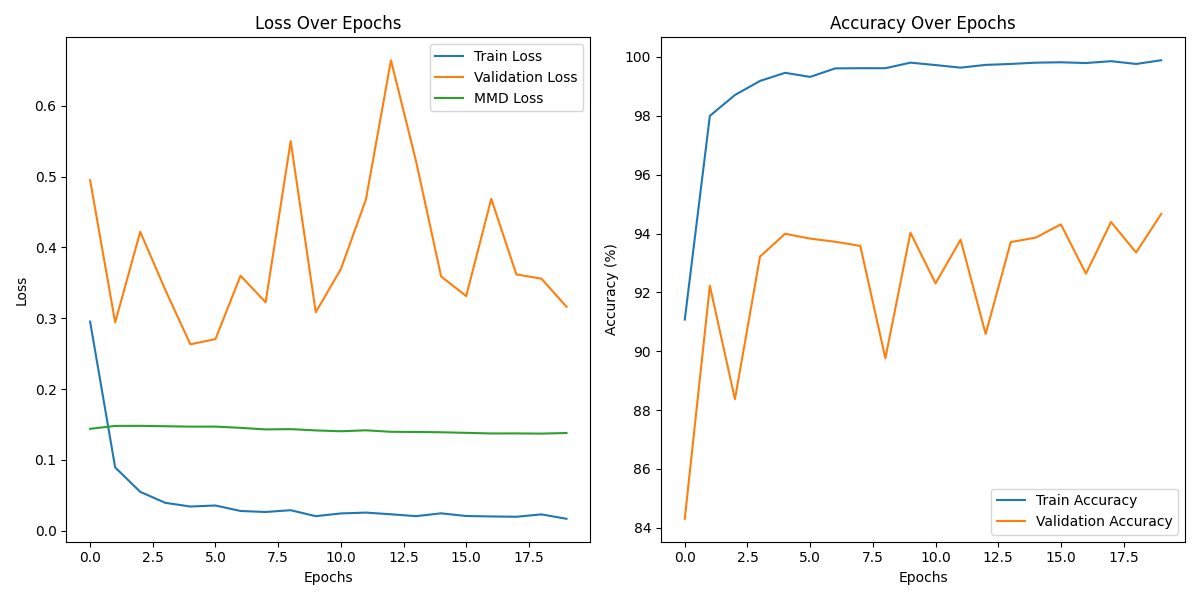 Loss Over Epochs
Train Loss
Validation Loss
MMD Loss
0.6
0.5
0.4
0.3
0.2
0.1
0.0
Loss
0.0 2.5 5.0 7.5 10.0 12.5 15.0 17.5
Epochs
Accuracy Over Epochs
100
98
96
94
92
90
88
86
84
Accuracy (%)
Train Accuracy
Validation Accuracy
0.0 2.5 5.0 7.5 10.0 12.5 15.0 17.5
Epochs